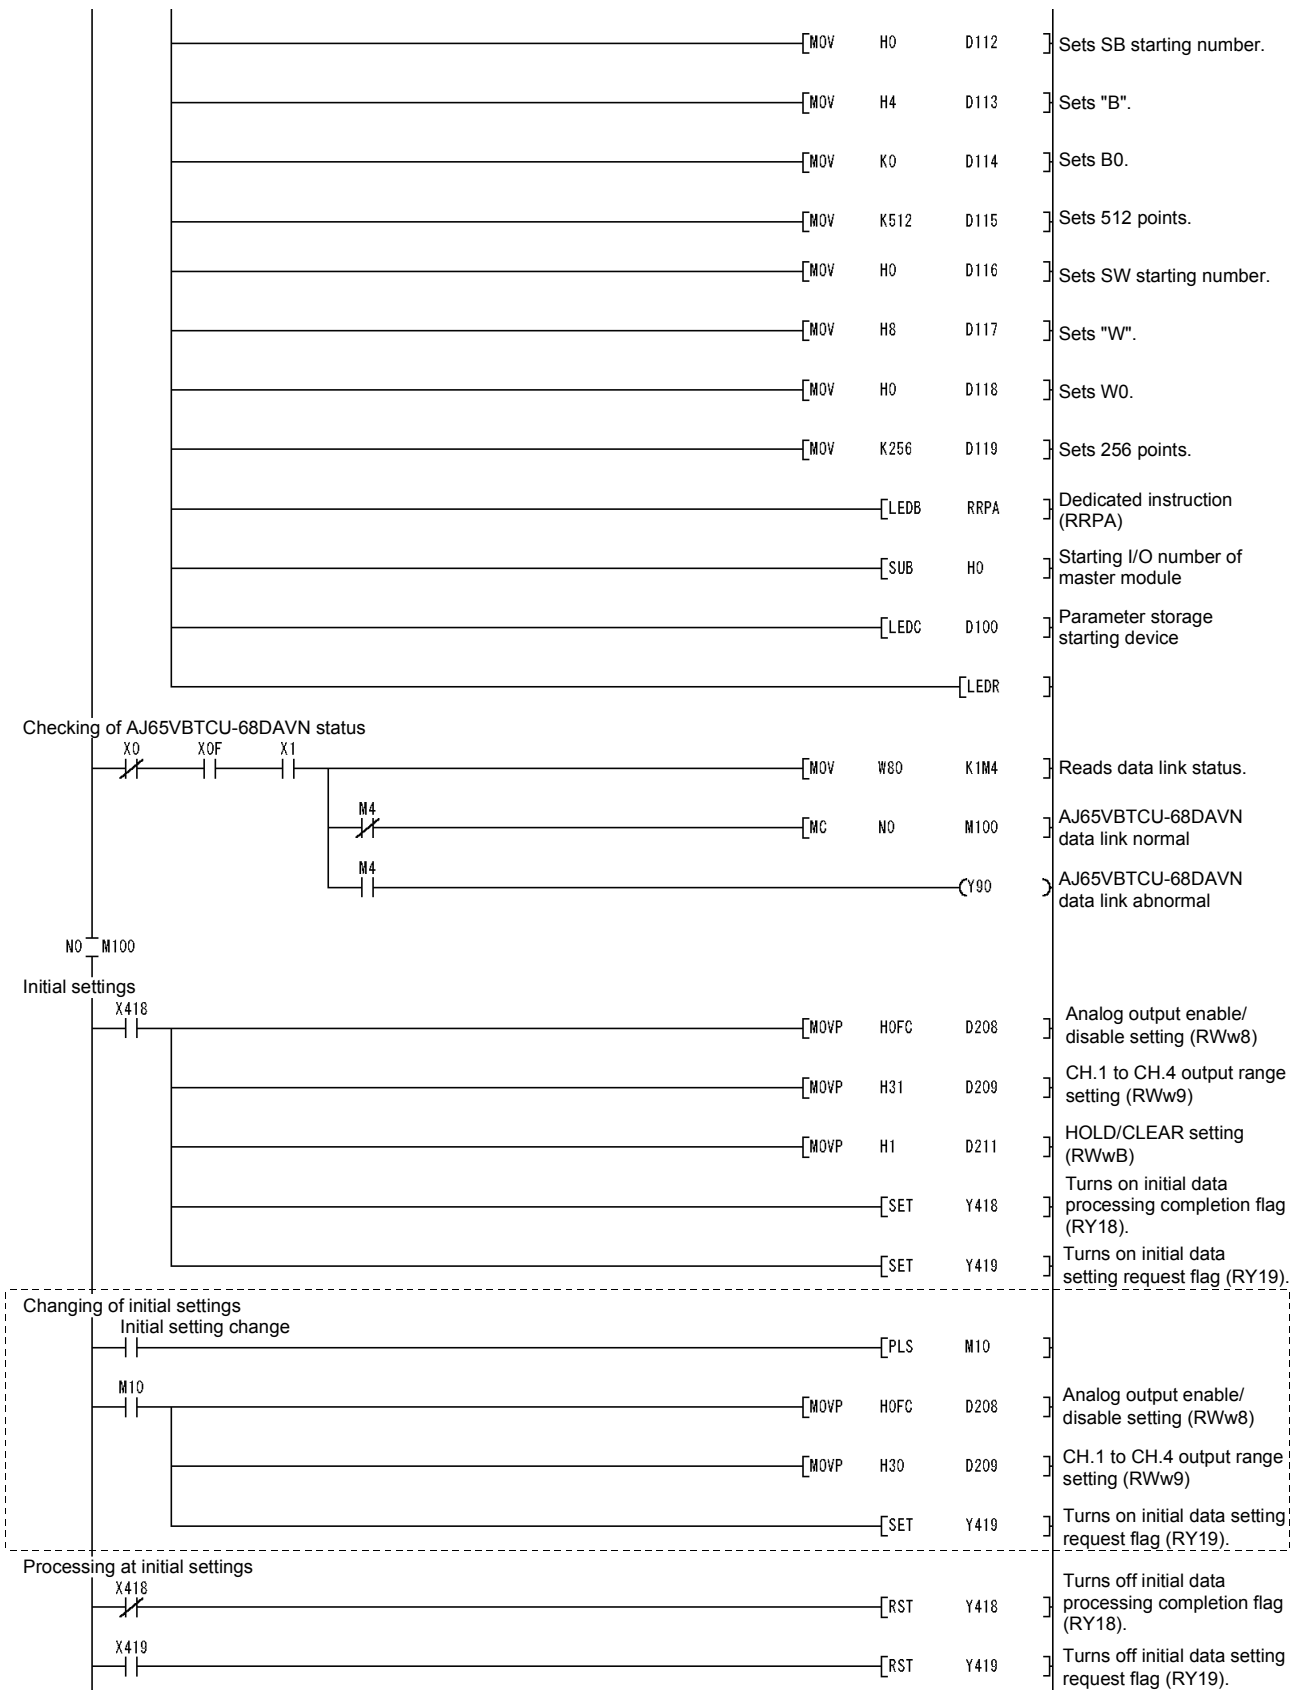 MOV H0 D112 Sets SB starting number.
MOV H4 D113 Sets "B".
MOV K0 D114 Sets B0.
MOV K512 D115 Sets 512 points.
MOV H0 D116 Sets SW starting number.
MOV H8 D117 Sets "W".
MOV H0 D118 Sets W0.
MOV K256 D119 Sets 256 points.
LEDB RRPA Dedicated instruction
(RRPA)
SUB H0 Starting I/O number of
master module
LEDC D100 Parameter storage
starting device
LEDR
Checking of AJ65VBTCU-68DAVN status
X0 X0F X1
MOV W80 K1M4 Reads data link status.
M4
MC N0 M100 AJ65VBTCU-68DAVN
data link normal
M4
Y90 AJ65VBTCU-68DAVN
data link abnormal
N0 M100
Initial settings
X418
MOVP H0FC D208 Analog output enable/
disable setting (RWw8)
MOVP H31 D209 CH.1 to CH.4 output range
setting (RWw9)
MOVP H1 D211 HOLD/CLEAR setting
(RWwB)
SET Y418 Turns on initial data
processing completion flag
(RY18).
SET Y419 Turns on initial data
setting request flag (RY19).
Changing of initial settings
Initial setting change
PLS M10
M10
MOVP H0FC D208 Analog output enable/
disable setting (RWw8)
MOVP H30 D209 CH.1 to CH.4 output range
setting (RWw9)
SET Y419 Turns on initial data setting
request flag (RY19).
Processing at initial settings
X418
RST Y418 Turns off initial data
processing completion flag
(RY18).
X419
RST Y419 Turns off initial data setting
request flag (RY19).